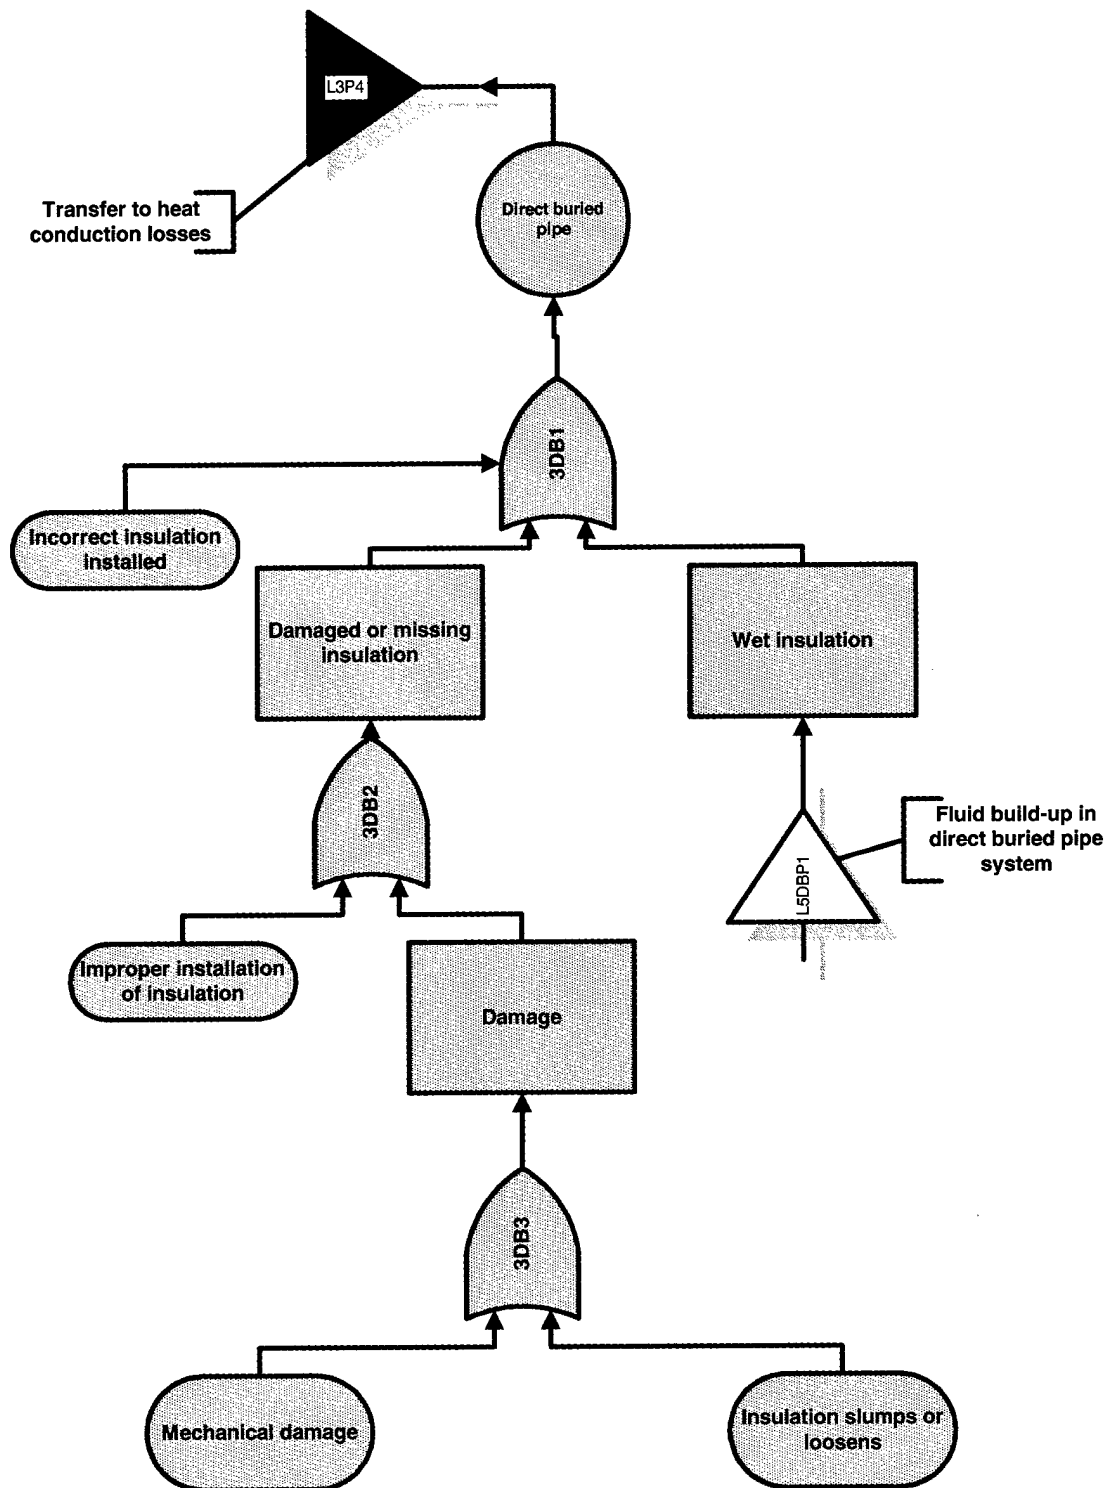 L3P4
Transfer to heat
conduction losses
Direct buried
pipe
3DB1
Incorrect insulation
installed
Damaged or missing
insulation
Wet insulation
3DB2
Fluid build-up in
direct buried pipe
system
L5DBP1
Improper installation
of insulation
Damage
3DB3
Mechanical damage
Insulation slumps or
loosens